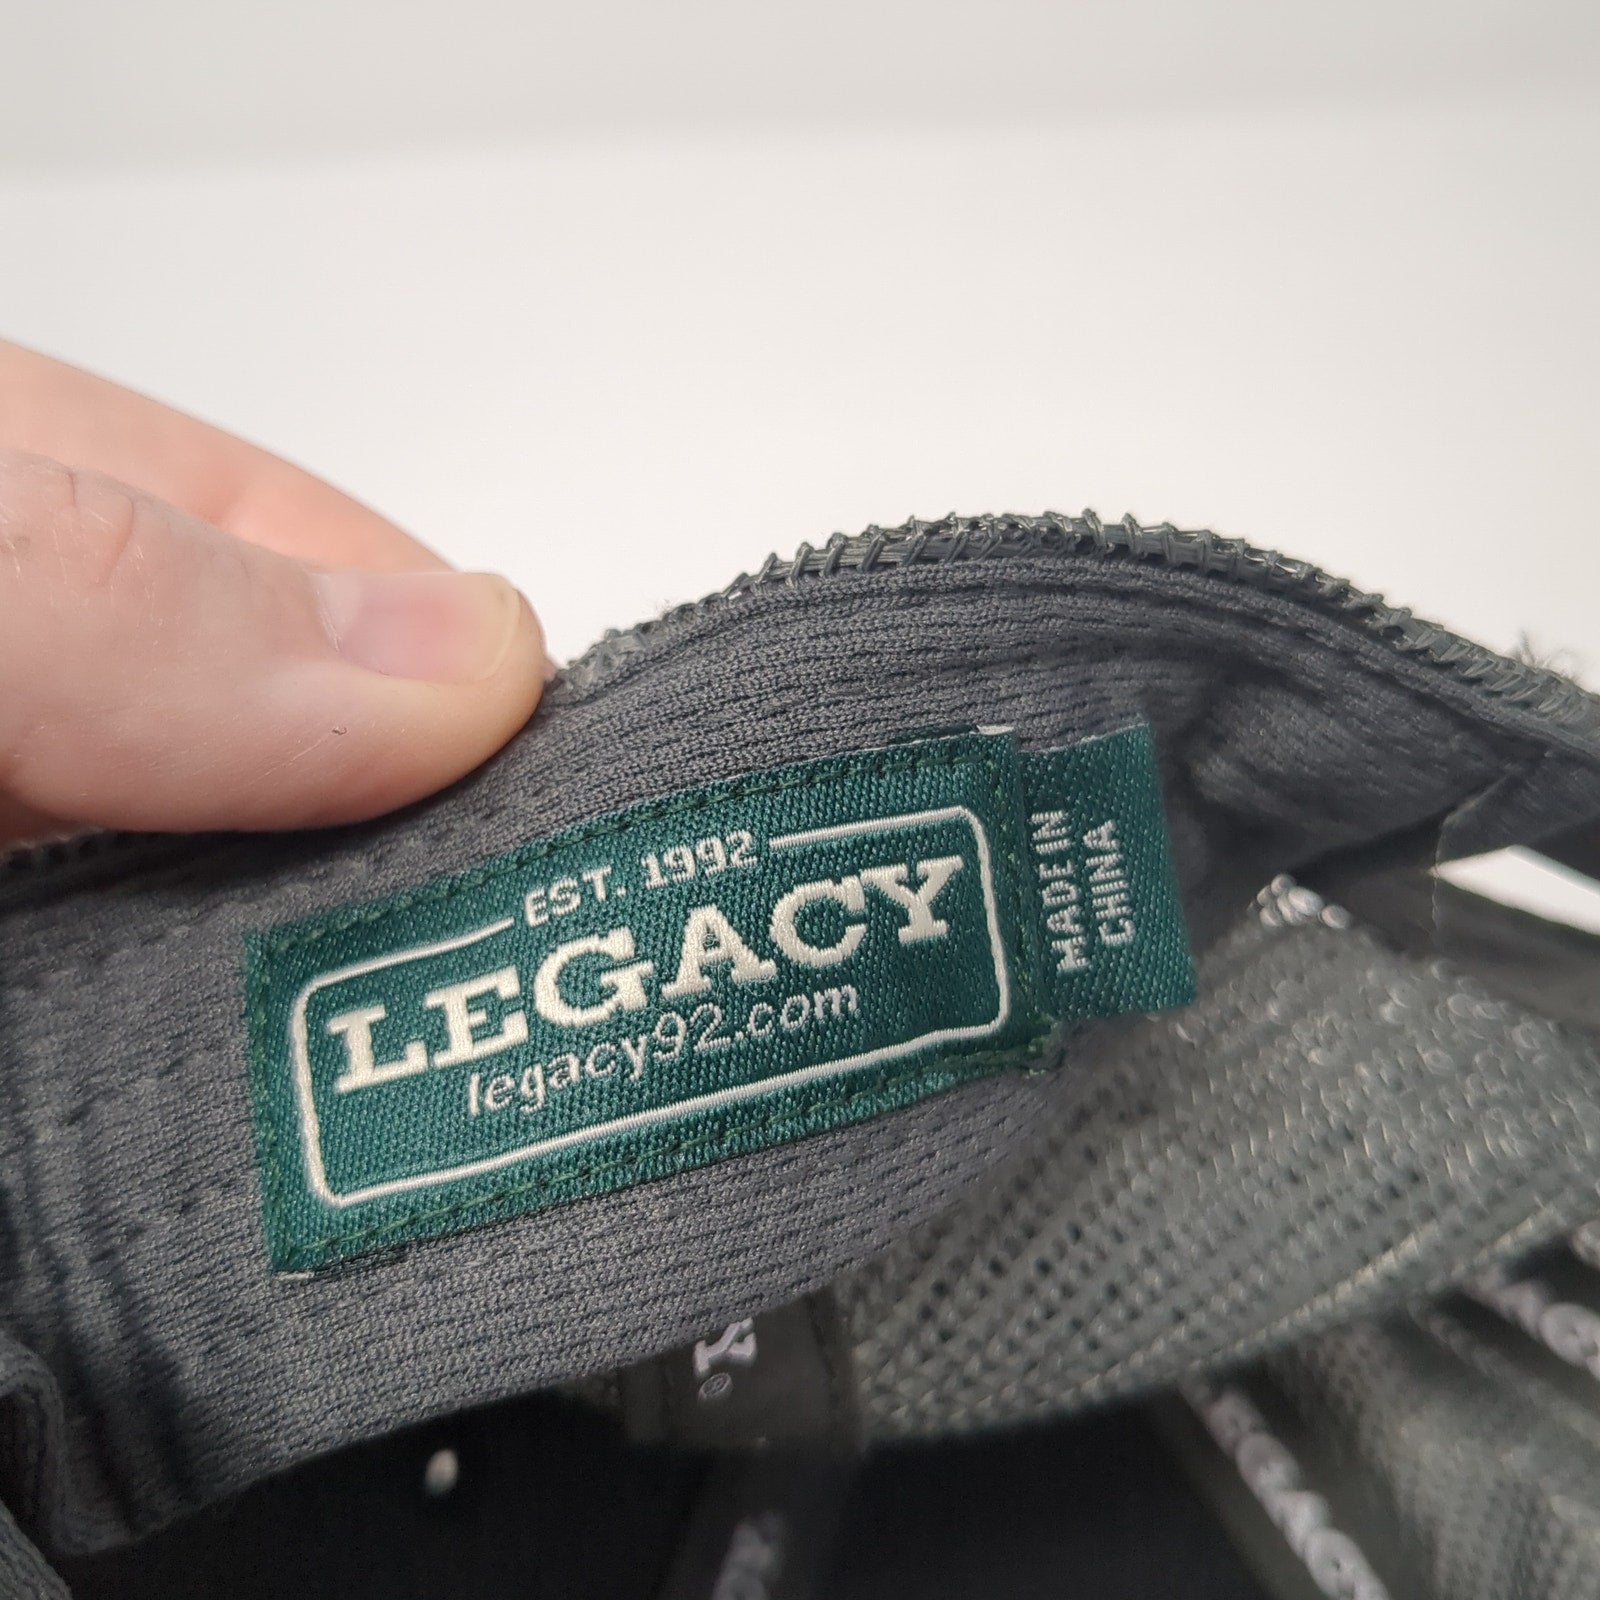 EST. 1992
LEGACY
legacy92.com
MADE IN
CHINA